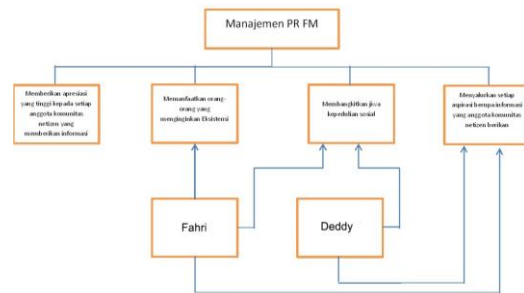 Manajemen PR FM
Memberikan apresiasi
yang tinggi kepada setiap
anggota komunitas
netizen yang
memberikan informasi
Memanfaatkan orang-
orang yang
menginginkan Eksistensi
Membangkitkan jiwa
kepedulian sosial
Menyalurkan setiap
aspirasi berupa informasi
yang anggota komunitas
netizen berikan
Fahri
Deddy